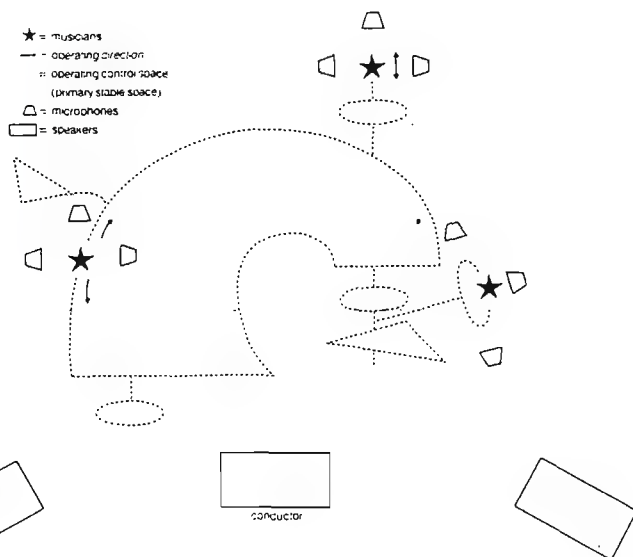 ★ = musicians
— = operating direction
= operating control space
(primary stable space)
= microphones
= speakers
conductor